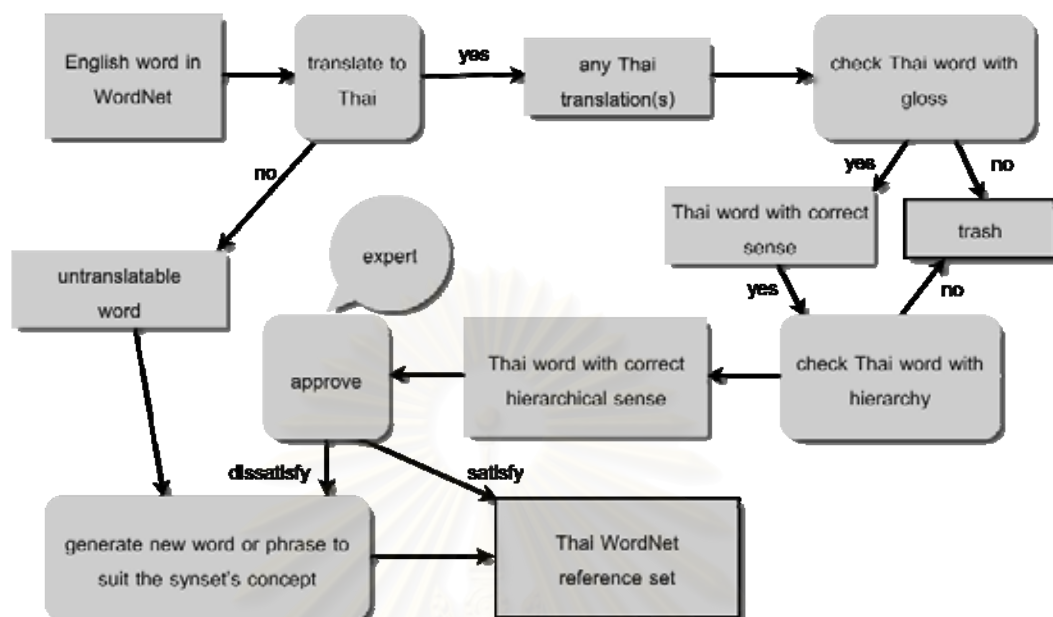 English word in
WordNet
translate to
Thai
yes
any Thai
translation(s)
check Thai word with
gloss
no
yes
no
Thai word with correct
sense
trash
expert
untranslatable
word
yes
no
approve
Thai word with correct
hierarchical sense
check Thai word with
hierarchy
dissatisfy
satisfy
generate new word or phrase to
suit the synset's concept
Thai WordNet
reference set